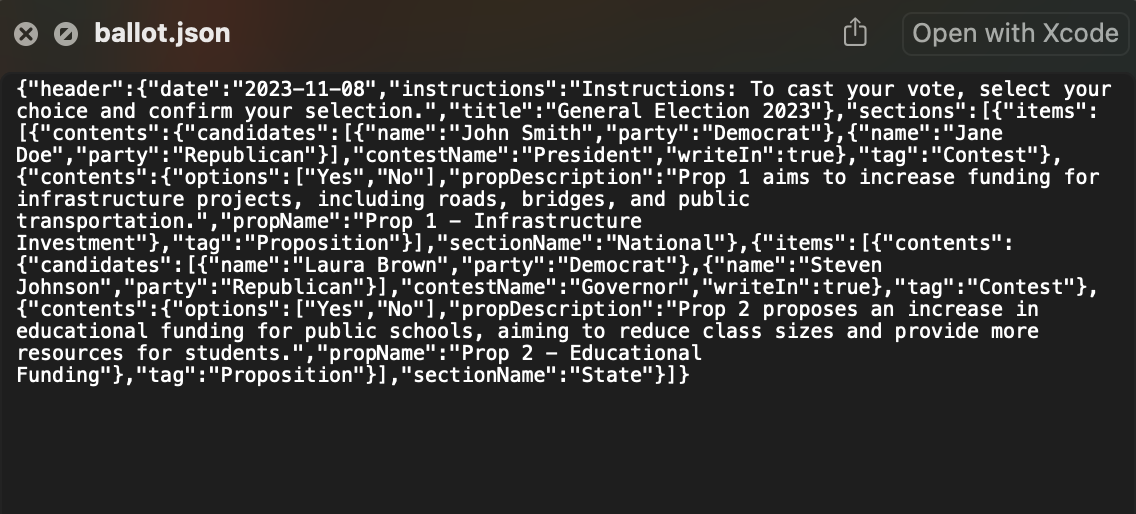 ballot.json
Open with Xcode
{"header":{"date":"2023-11-08","instructions":"Instructions: To cast your vote, select your
choice and confirm your selection.","title":"General Election 2023"},"sections":[{"items":
[{"contents":{"candidates":[{"name":"John Smith","party":"Democrat"},{"name":"Jane
Doe","party":"Republican"}],"contestName":"President","writeIn":true},"tag":"Contest"},
{"contents":{"options":["Yes","No"],"propDescription":"Prop 1 aims to increase funding for
infrastructure projects, including roads, bridges, and public
transportation.","propName":"Prop 1 – Infrastructure
Investment"},"tag":"Proposition"}],"sectionName":"National"},{"items":[{"contents":
{"candidates":[{"name":"Laura Brown","party":"Democrat"},{"name":"Steven
Johnson","party":"Republican"}],"contestName":"Governor","writeIn":true},"tag":"Contest"},
{"contents":{"options":["Yes","No"],"propDescription":"Prop 2 proposes an increase in
educational funding for public schools, aiming to reduce class sizes and provide more
resources for students.","propName":"Prop 2 – Educational
Funding"},"tag":"Proposition"}],"sectionName":"State"}]}